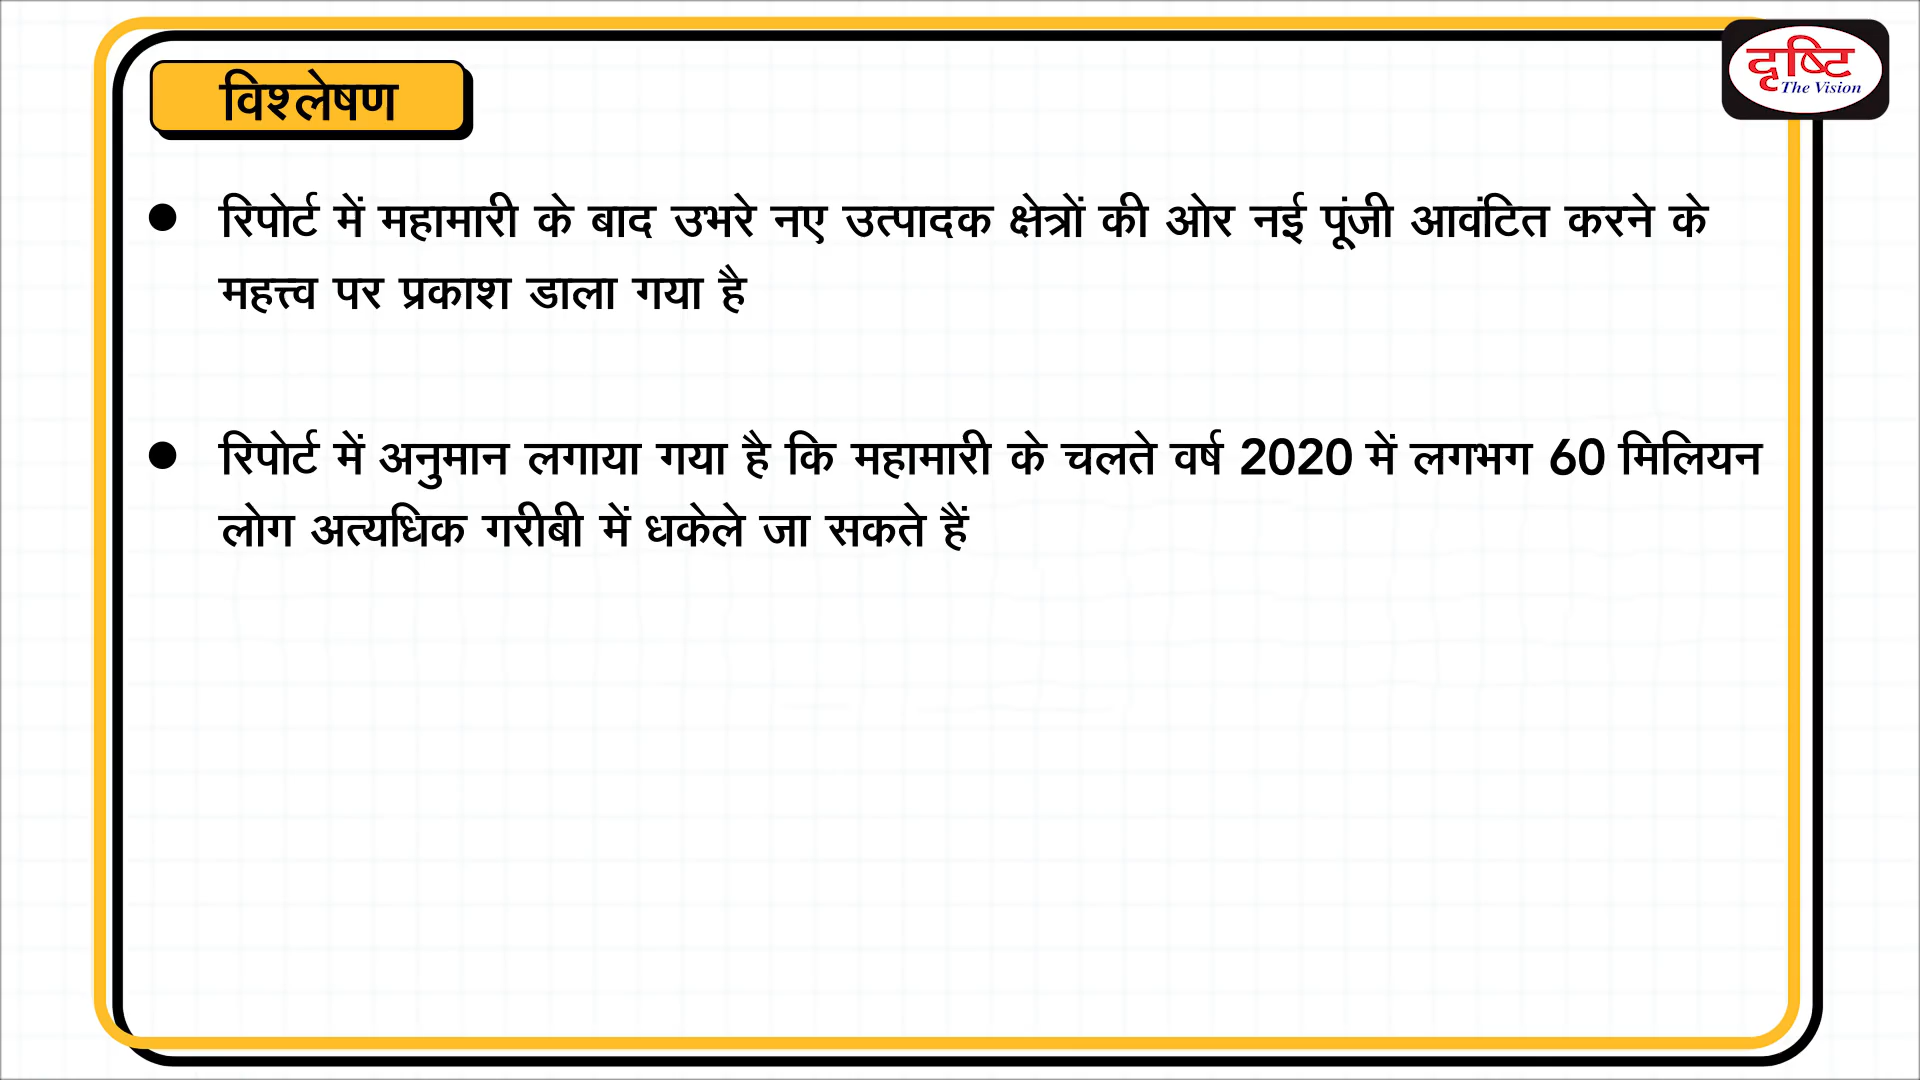 दृष्टि
The Vision
विश्लेषण
● रिपोर्ट में महामारी के बाद उभरे नए उत्पादक क्षेत्रों की ओर नई पूंजी आवंटित करने के
महत्त्व पर प्रकाश डाला गया है
● रिपोर्ट में अनुमान लगाया गया है कि महामारी के चलते वर्ष 2020 में लगभग 60 मिलियन
लोग अत्यधिक गरीबी में धकेले जा सकते हैं